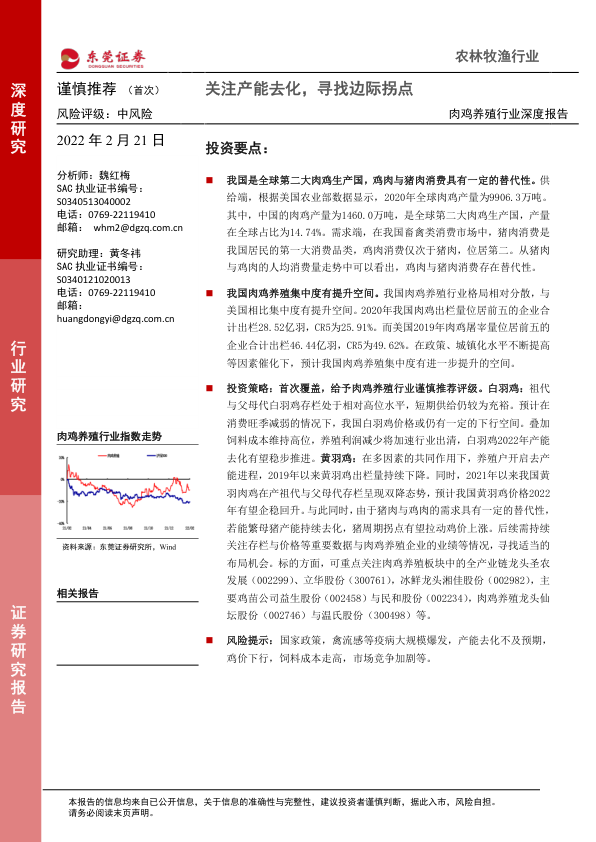 东莞证券
DONGGUAN SECURITIES
农林牧渔行业
深度研究
行业研究
证券研究报告
谨慎推荐 （首次）
风险评级：中风险
2022 年 2 月 21 日
分析师：魏红梅
SAC 执业证书编号：
S0340513040002
电话：0769-22119410
邮箱： whm2@dgzq.com.cn
研究助理：黄冬祎
SAC 执业证书编号：
S0340121020013
电话：0769-22119410
邮箱：
huangdongyi@dgzq.com.cn
肉鸡养殖行业指数走势
资料来源：东莞证券研究所，Wind
相关报告
关注产能去化，寻找边际拐点
肉鸡养殖行业深度报告
投资要点：
■ 我国是全球第二大肉鸡生产国，鸡肉与猪肉消费具有一定的替代性。供
给端，根据美国农业部数据显示，2020年全球肉鸡产量为9906.3万吨。
其中，中国的肉鸡产量为1460.0万吨，是全球第二大肉鸡生产国，产量
在全球占比为14.74%。需求端，在我国畜禽类消费市场中，猪肉消费是
我国居民的第一大消费品类，鸡肉消费仅次于猪肉，位居第二。从猪肉
与鸡肉的人均消费量走势中可以看出，鸡肉与猪肉消费存在替代性。
■ 我国肉鸡养殖集中度有提升空间。我国肉鸡养殖行业格局相对分散，与
美国相比集中度有提升空间。2020年我国肉鸡出栏量位居前五的企业合
计出栏28.52亿羽，CR5为25.91%。而美国2019年肉鸡屠宰量位居前五的
企业合计出栏46.44亿羽，CR5为49.62%。在政策、城镇化水平不断提高
等因素催化下，预计我国肉鸡养殖集中度有进一步提升的空间。
■ 投资策略：首次覆盖，给予肉鸡养殖行业谨慎推荐评级。白羽鸡：祖代
与父母代白羽鸡存栏处于相对高位水平，短期供给仍较为充裕。预计在
消费旺季减弱的情况下，我国白羽鸡价格或仍有一定的下行空间。叠加
饲料成本维持高位，养殖利润减少将加速行业出清，白羽鸡2022年产能
去化有望稳步推进。黄羽鸡：在多因素的共同作用下，养殖户开启去产
能进程，2019年以来黄羽鸡出栏量持续下降。同时，2021年以来我国黄
羽肉鸡在产祖代与父母代存栏呈现双降态势，预计我国黄羽鸡价格2022
年有望企稳回升。与此同时，由于猪肉与鸡肉的需求具有一定的替代性，
若能繁母猪产能持续去化，猪周期拐点有望拉动鸡价上涨。后续需持续
关注存栏与价格等重要数据与肉鸡养殖企业的业绩等情况，寻找适当的
布局机会。标的方面，可重点关注肉鸡养殖板块中的全产业链龙头圣农
发展（002299）、立华股份（300761），冰鲜龙头湘佳股份（002982），主
要鸡苗公司益生股份（002458）与民和股份（002234），肉鸡养殖龙头仙
坛股份（002746）与温氏股份（300498）等。
■ 风险提示：国家政策，禽流感等疫病大规模爆发，产能去化不及预期，
鸡价下行，饲料成本走高，市场竞争加剧等。
本报告的信息均来自已公开信息，关于信息的准确性与完整性，建议投资者谨慎判断，据此入市，风险自担。
请务必阅读末页声明。